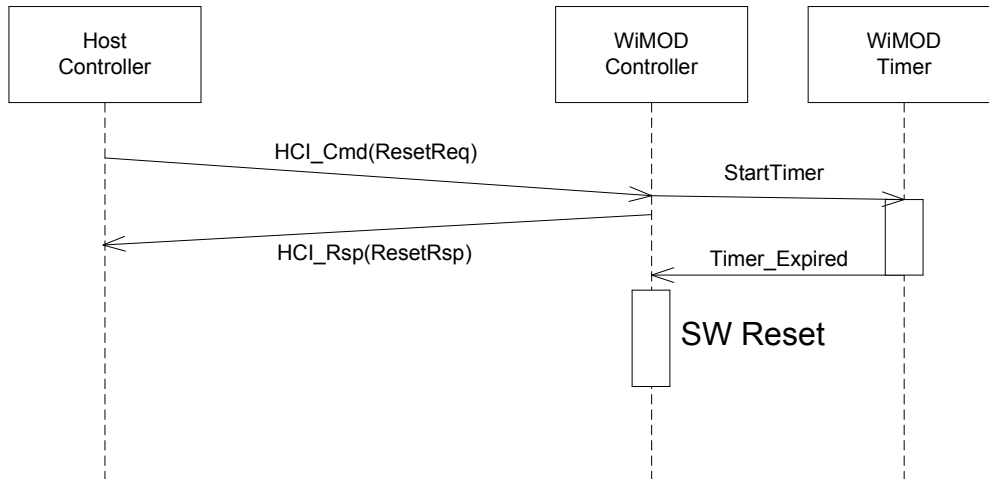 Host
Controller
WiMOD
Controller
WiMOD
Timer
HCI_Cmd(ResetReq)
StartTimer
HCI_Rsp(ResetRsp)
Timer_Expired
SW Reset